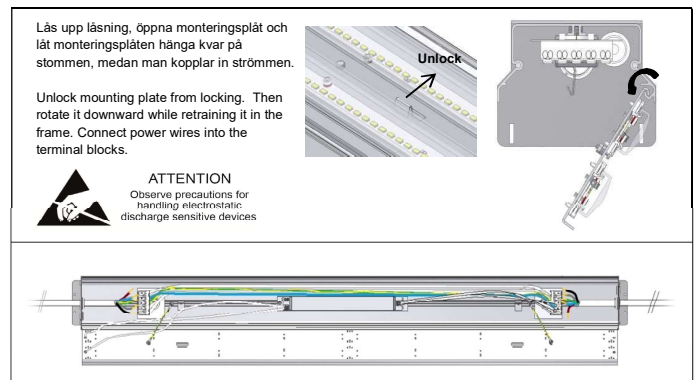 Lås upp låsning, öppna monteringsplåt och
låt monteringsplåten hänga kvar på
stommen, medan man kopplar in strömmen.
Unlock mounting plate from locking. Then
rotate it downward while retraining it in the
frame. Connect power wires into the
terminal blocks.
Unlock
ATTENTION
Observe precautions for
handling electrostatic
discharge sensitive devices